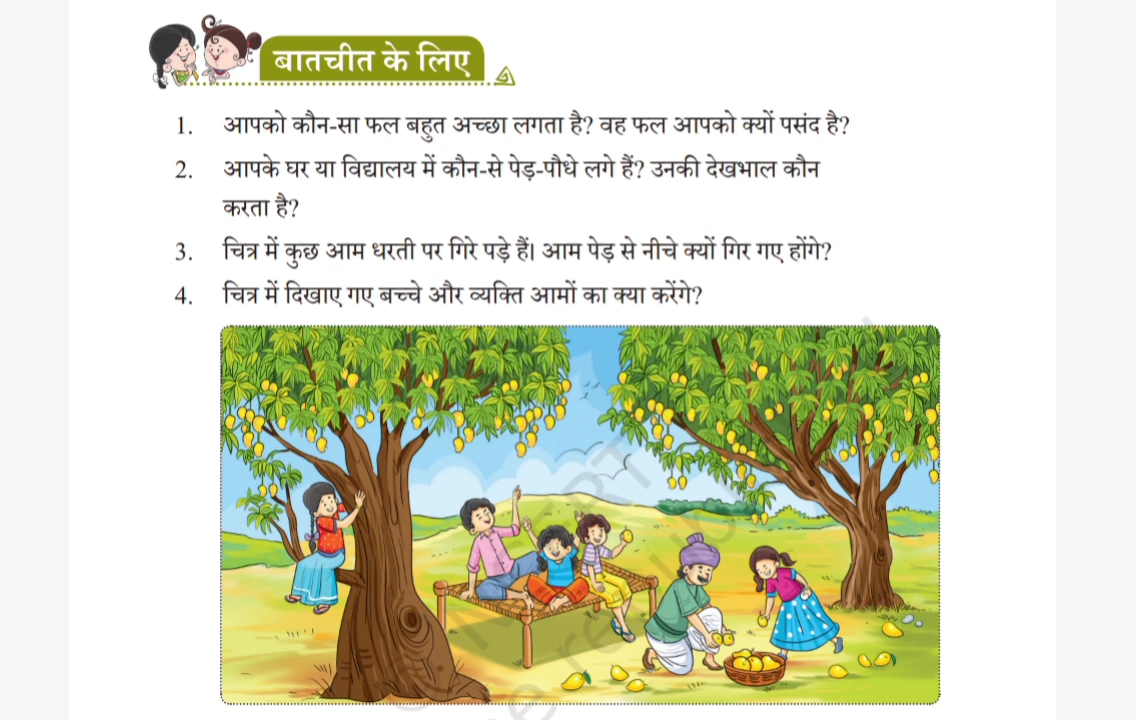 बातचीत के लिए
1. आपको कौन-सा फल बहुत अच्छा लगता है? वह फल आपको क्यों पसंद है?
2. आपके घर या विद्यालय में कौन-से पेड़-पौधे लगे हैं? उनकी देखभाल कौन
करता है?
3. चित्र में कुछ आम धरती पर गिरे पड़े हैं। आम पेड़ से नीचे क्यों गिर गए होंगे?
4. चित्र में दिखाए गए बच्चे और व्यक्ति आमों का क्या करेंगे?